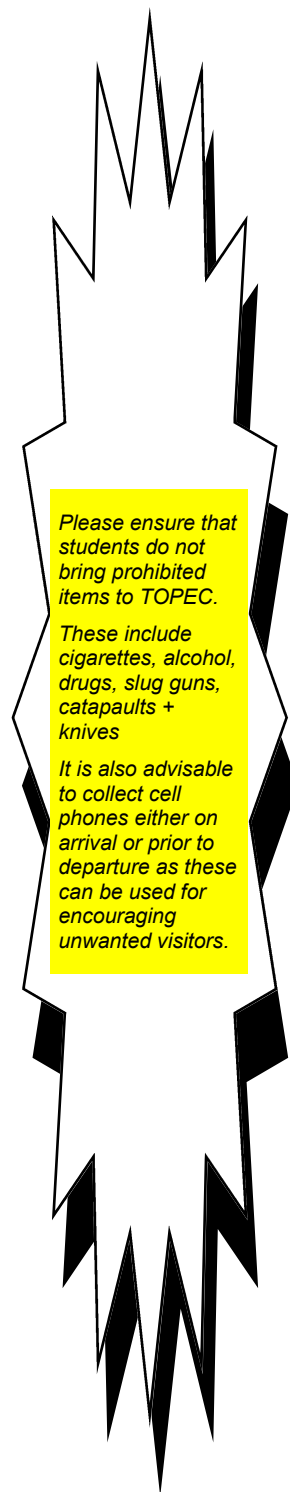 Please ensure that
students do not
bring prohibited
items to TOPEC.
These include
cigarettes, alcohol,
drugs, slug guns,
catapaults +
knives
It is also advisable
to collect cell
phones either on
arrival or prior to
departure as these
can be used for
encouraging
unwanted visitors.